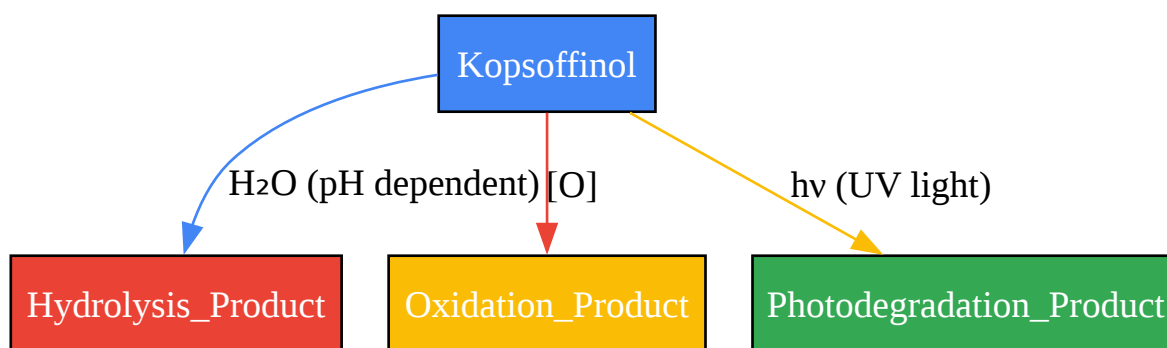 Kopsoffinol
H₂O (pH dependent) [O] hν (UV light)
Hydrolysis_Product Oxidation_Product Photodegradation_Product